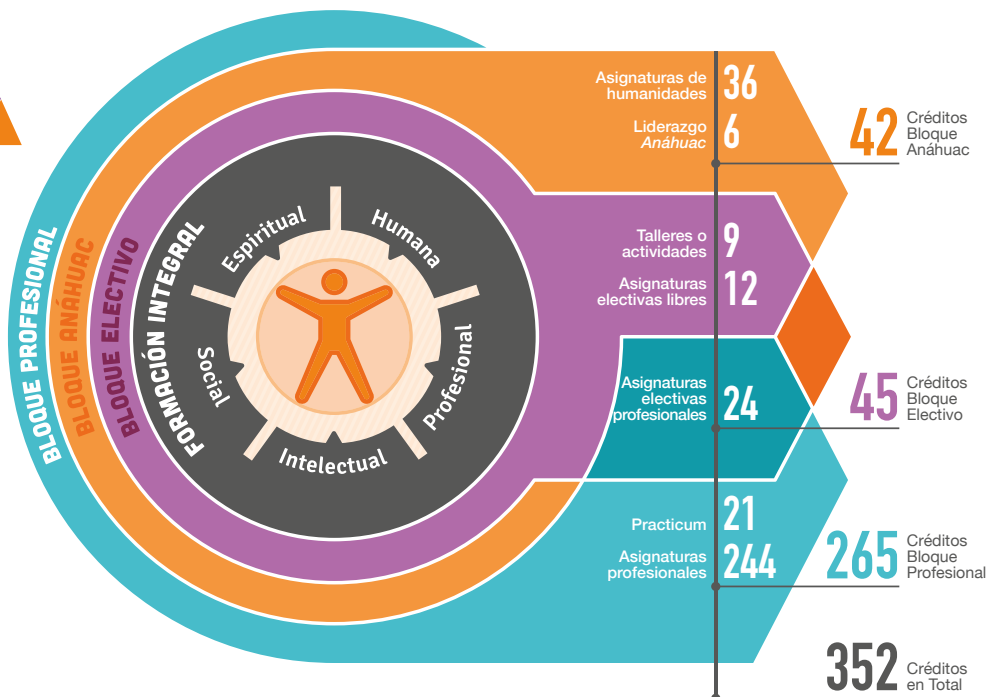 BLOQUE PROFESIONAL
BLOQUE ANÁHUAC
BLOQUE ELECTIVO
FORMACIÓN INTEGRAL
Espiritual
Humana
Social
Profesional
Intelectual
Asignaturas de
humanidades
36
Liderazgo
Anáhuac
6
42
Créditos
Bloque
Anáhuac
Talleres o
actividades
9
Asignaturas
electivas libres
12
Asignaturas
electivas
profesionales
24
45
Créditos
Bloque
Electivo
Practicum
21
Asignaturas
profesionales
244
265
Créditos
Bloque
Profesional
352
Créditos
en Total